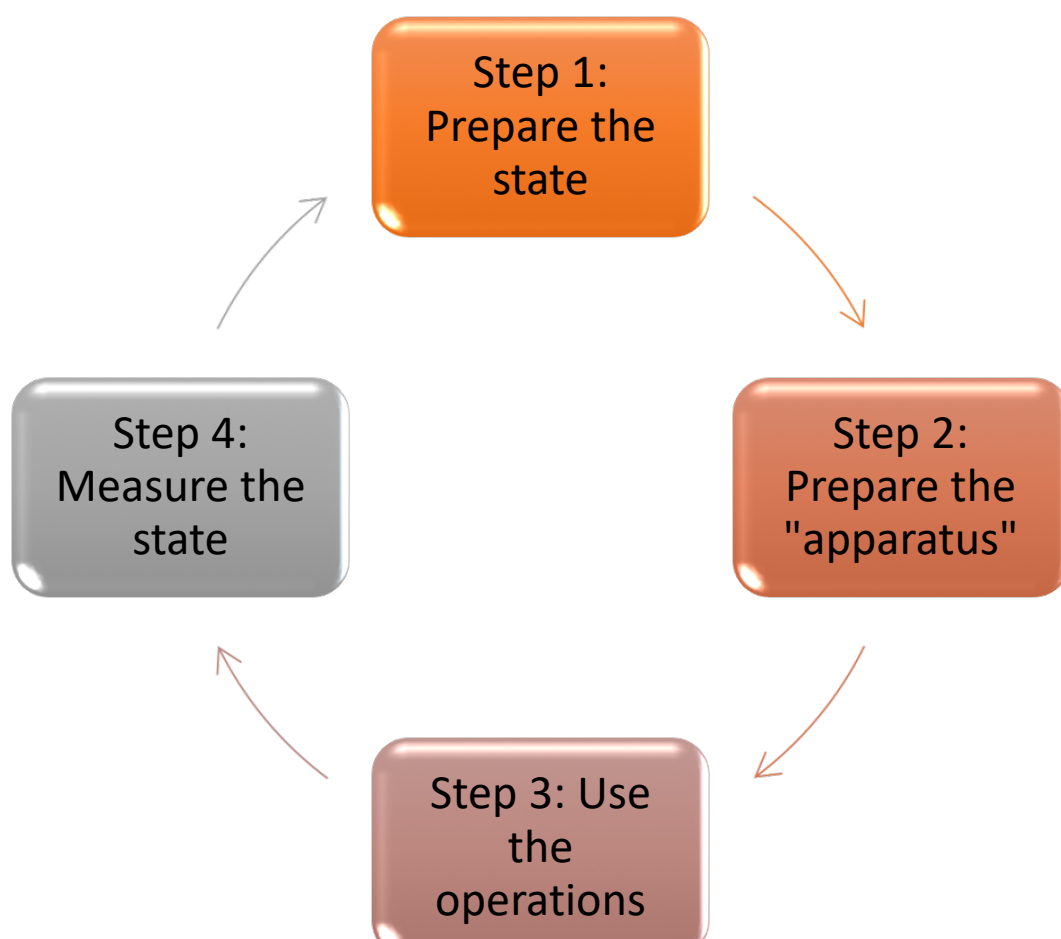 Step 1:
Prepare the
state
Step 2:
Prepare the
"apparatus"
Step 3: Use
the
operations
Step 4:
Measure the
state